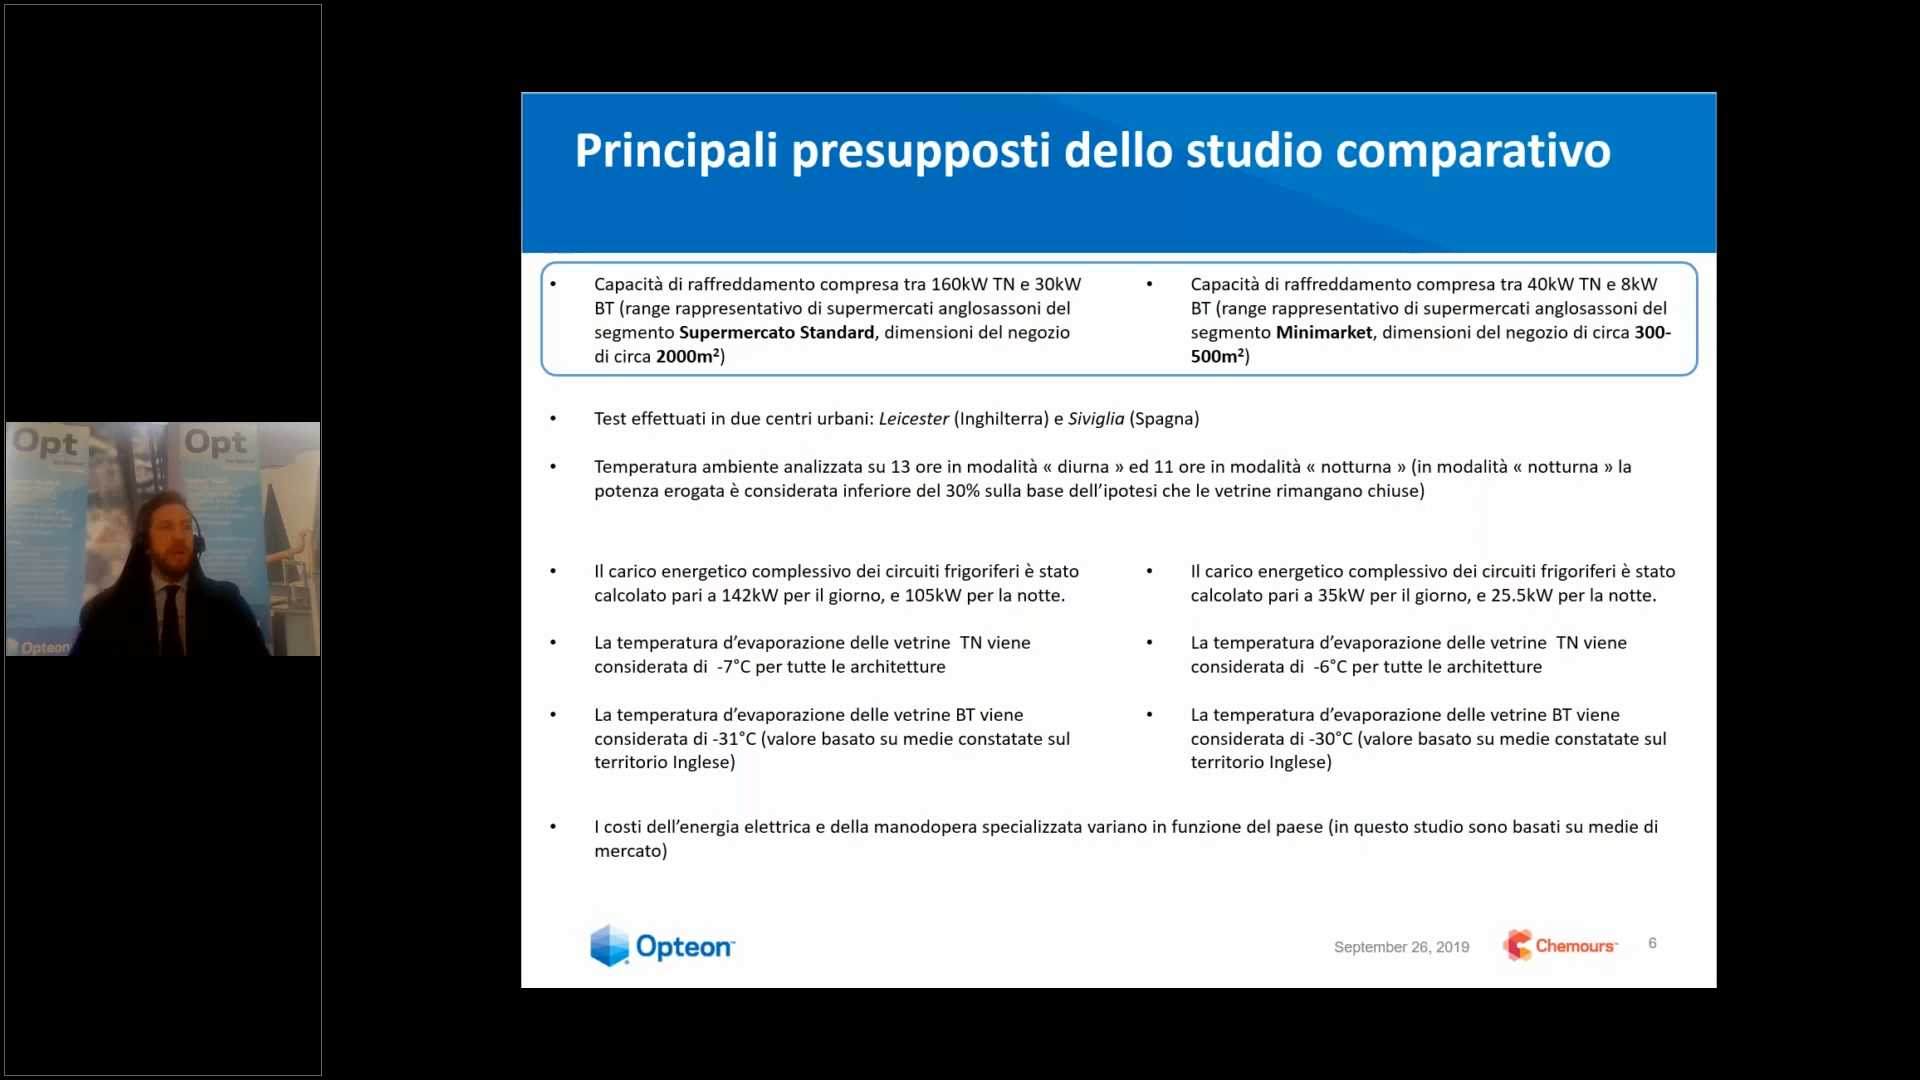 Principali presupposti dello studio comparativo
• Capacità di raffreddamento compresa tra 160kW TN e 30kW
BT (range rappresentativo di supermercati anglosassoni del
segmento Supermercato Standard, dimensioni del negozio
di circa 2000m²)
• Capacità di raffreddamento compresa tra 40kW TN e 8kW
BT (range rappresentativo di supermercati anglosassoni del
segmento Minimarket, dimensioni del negozio di circa 300-
500m²)
• Test effettuati in due centri urbani: Leicester (Inghilterra) e Siviglia (Spagna)
• Temperatura ambiente analizzata su 13 ore in modalità « diurna » ed 11 ore in modalità « notturna » (in modalità « notturna » la
potenza erogata è considerata inferiore del 30% sulla base dell’ipotesi che le vetrine rimangano chiuse)
• Il carico energetico complessivo dei circuiti frigoriferi è stato
calcolato pari a 142kW per il giorno, e 105kW per la notte.
• La temperatura d’evaporazione delle vetrine TN viene
considerata di -7°C per tutte le architetture
• La temperatura d’evaporazione delle vetrine BT viene
considerata di -31°C (valore basato su medie constatate sul
territorio Inglese)
• Il carico energetico complessivo dei circuiti frigoriferi è stato
calcolato pari a 35kW per il giorno, e 25.5kW per la notte.
• La temperatura d’evaporazione delle vetrine TN viene
considerata di -6°C per tutte le architetture
• La temperatura d’evaporazione delle vetrine BT viene
considerata di -30°C (valore basato su medie constatate sul
territorio Inglese)
• I costi dell’energia elettrica e della manodopera specializzata variano in funzione del paese (in questo studio sono basati su medie di
mercato)
Opteon™
September 26, 2019
Chemours™
6
Opt
Opt
Opteon